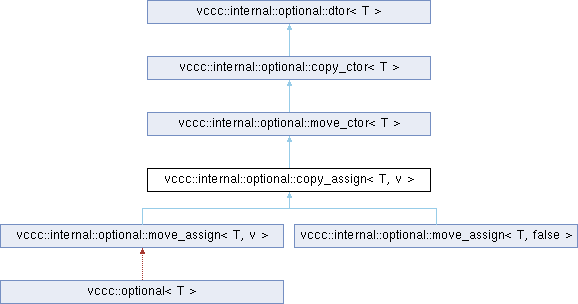 vccc::internal::optional::dtor< T >
vccc::internal::optional::copy_ctor< T >
vccc::internal::optional::move_ctor< T >
vccc::internal::optional::copy_assign< T, v >
vccc::internal::optional::move_assign< T, v >
vccc::internal::optional::move_assign< T, false >
vccc::optional< T >